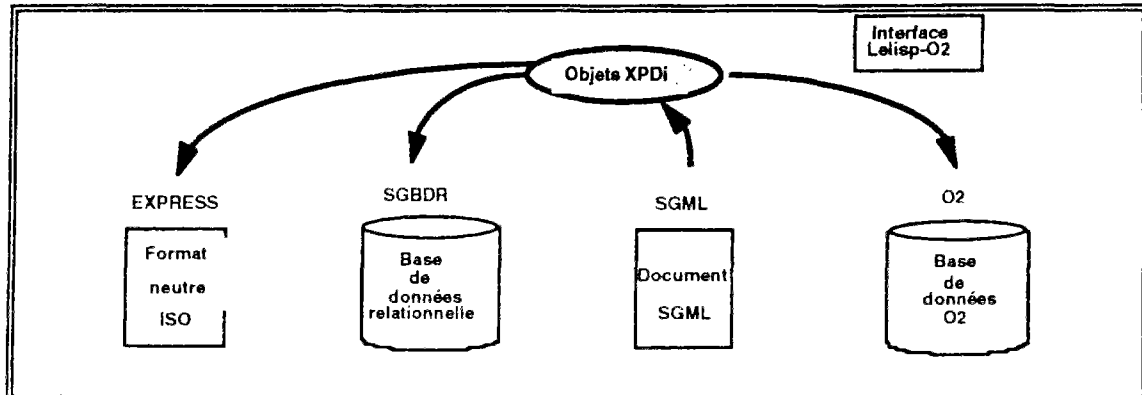 Interface
Lelisp-O2
Objets XPDi
EXPRESS
SGBDR
SGML
O2
Format
neutre
ISO
Base
de
données
relationnelle
Document
SGML
Base
de
données
O2